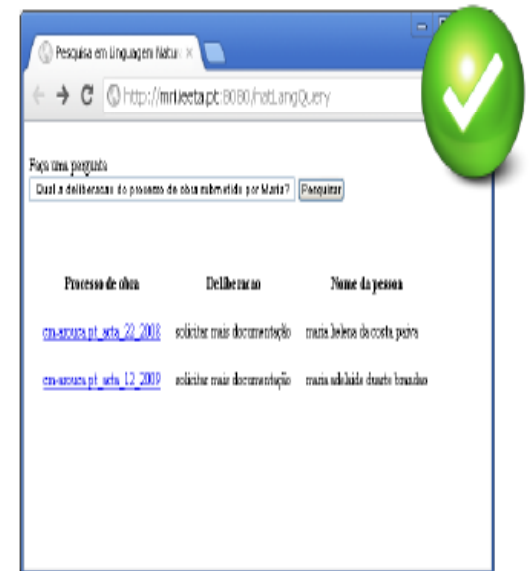 Pesquisa em Linguagem Natur
http://mrt.ieeta.pt:8080/natLangQuery
Faça uma pergunta
Qual a deliberacao do processo de obra submetido por Maria? Pesquisar
Processo de obra Deliberacao Nome da pessoa
cm-arouca.pt_acta_22_2008 solicitar mais documentação maria helena da costa paiva
cm-arouca.pt_acta_12_2009 solicitar mais documentação maria adelaide duarte brandao